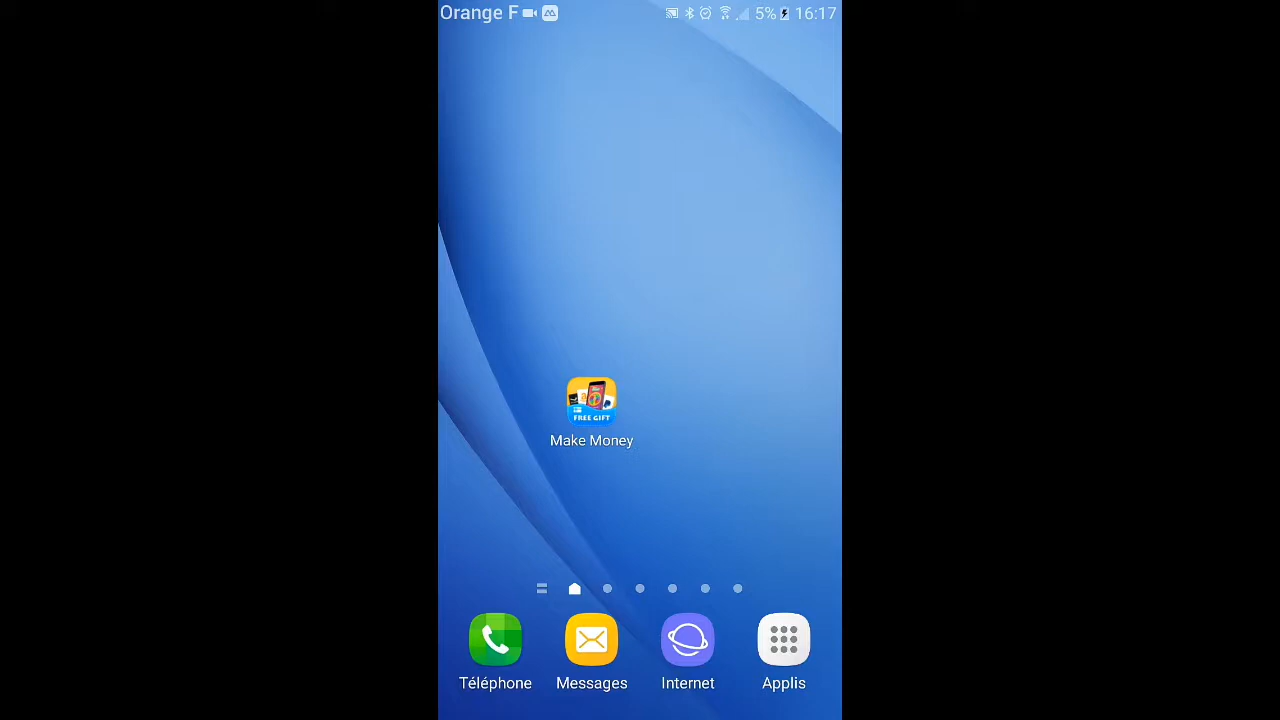 Orange F 5% 16:17
FREE GIFT
Make Money
Téléphone Messages Internet Applis